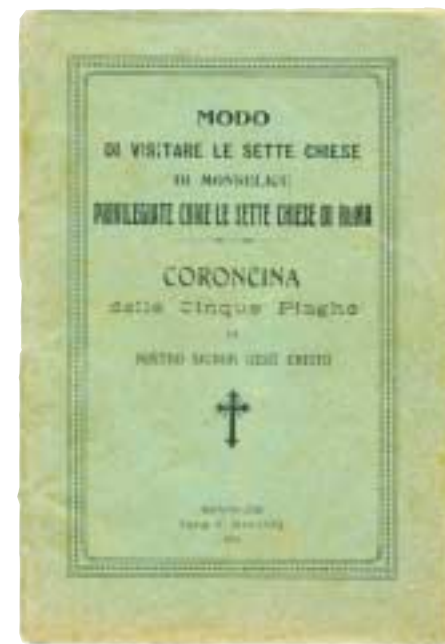 MODO
DI VISITARE LE SETTE CHIESE
DI MONSELICE
PRIVILEGIATE COME LE SETTE CHIESE DI ROMA
CORONCINA
delle Cinque Piaghe
DI
NOSTRO SIGNOR GESÙ CRISTO
MONSELICE